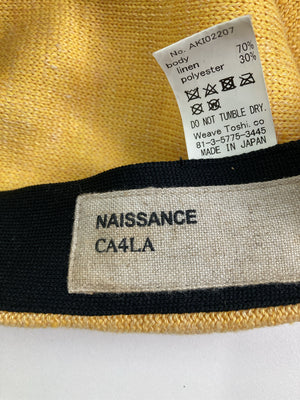 No. AKI02207
body
linen 70%
polyester 30%
DO NOT TUMBLE DRY.
Weave Toshi.co
81-3-5775-3445
MADE IN JAPAN
NAISSANCE
CA4LA